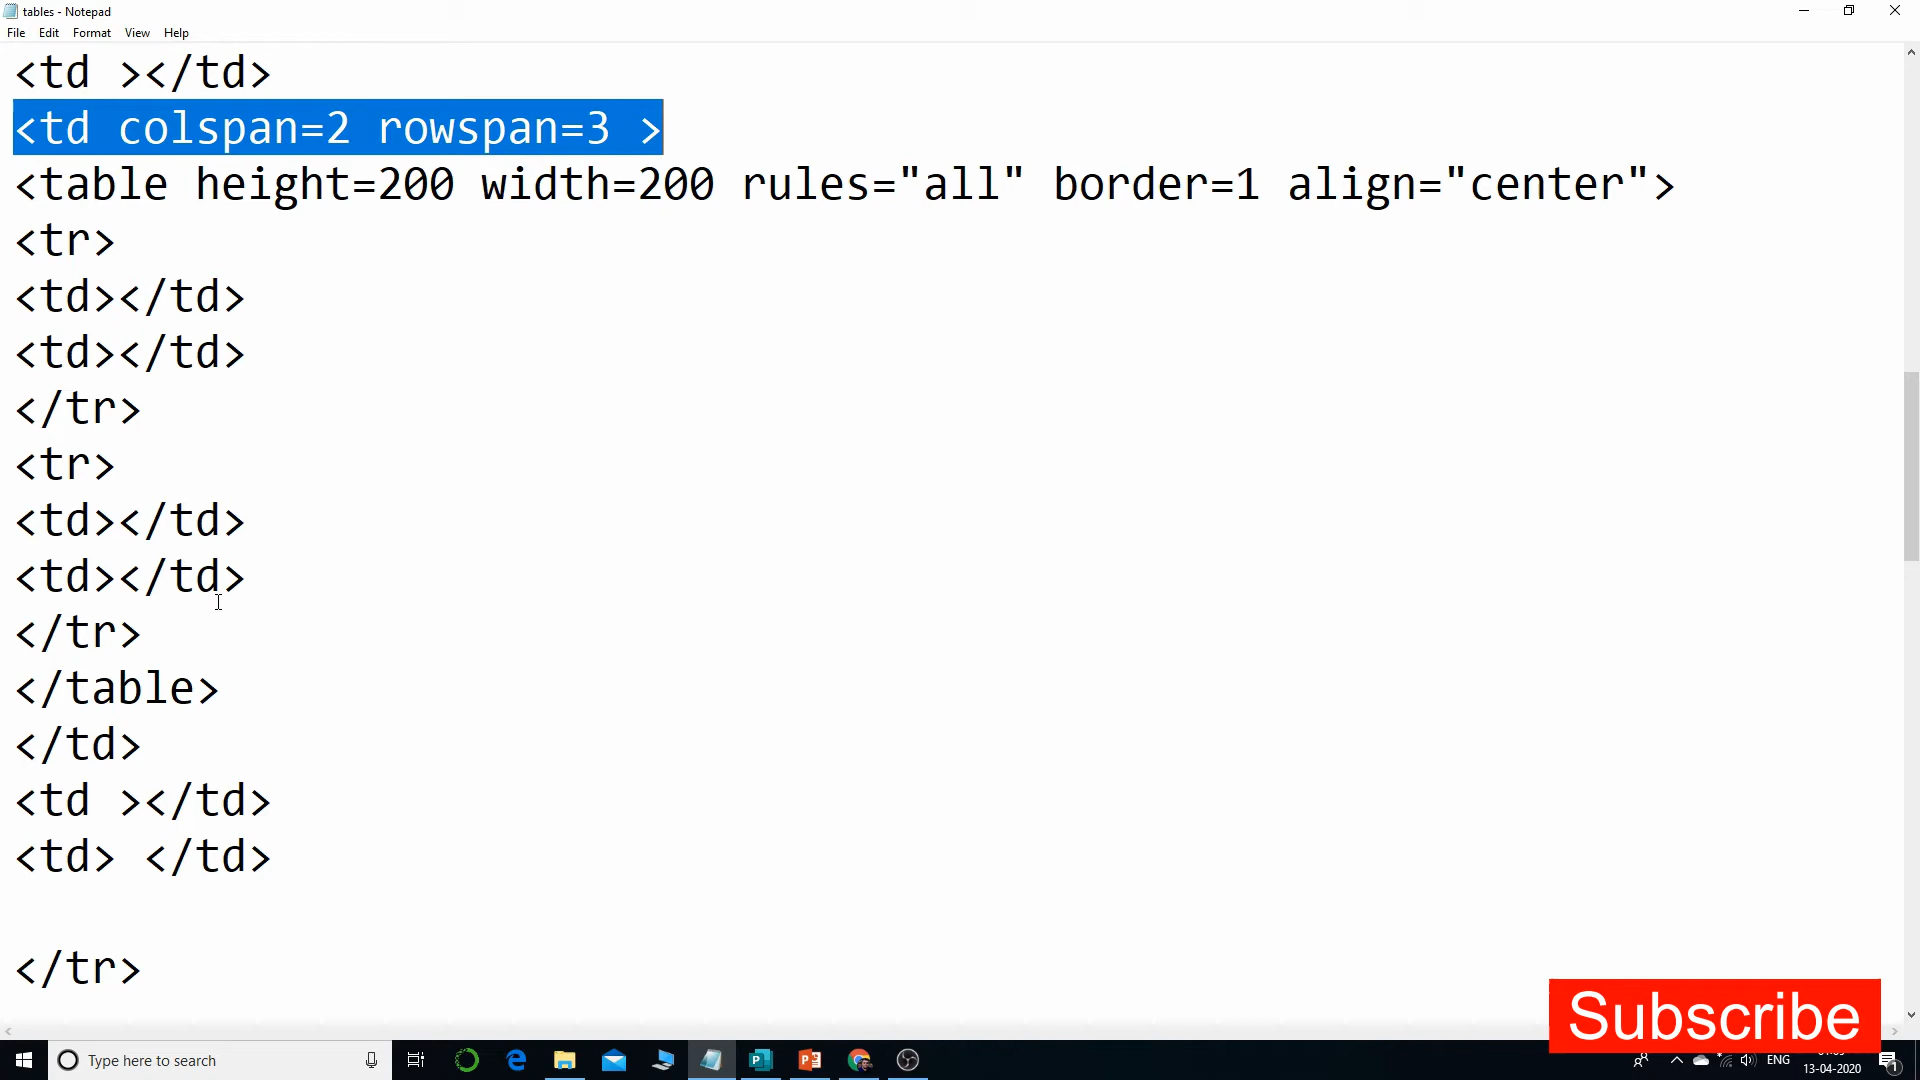 tables - Notepad
File Edit Format View Help
<td ></td>
<td colspan=2 rowspan=3 >
<table height=200 width=200 rules="all" border=1 align="center">
<tr>
<td></td>
<td></td>
</tr>
<tr>
<td></td>
<td></td>
</tr>
</table>
</td>
<td ></td>
<td> </td>
</tr>
Subscribe
Type here to search
ENG
13-04-2020
1